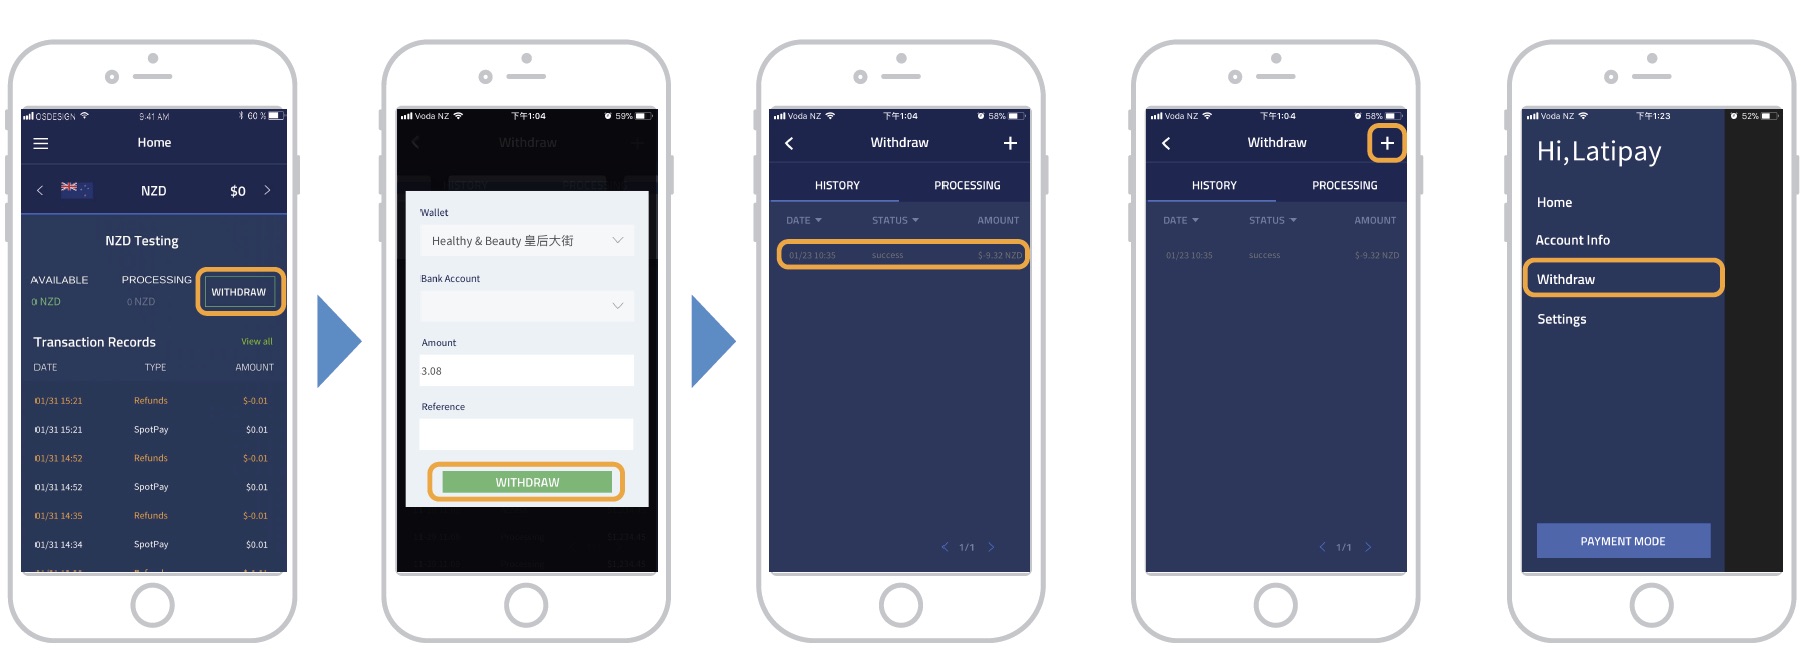 OSDESIGN 9:41 AM 60 %
Home
NZD $0
NZD Testing
AVAILABLE PROCESSING
0 NZD 0 NZD
WITHDRAW
Transaction Records View all
DATE TYPE AMOUNT
01/31 15:21 Refunds $-0.01
01/31 15:21 SpotPay $0.01
01/31 14:52 Refunds $-0.01
01/31 14:52 SpotPay $0.01
01/31 14:35 Refunds $-0.01
01/31 14:34 SpotPay $0.01
Voda NZ 下午1:04 59%
Withdraw
Wallet
Healthy & Beauty 皇后大街
Bank Account
Amount
3.08
Reference
WITHDRAW
Voda NZ 下午1:04 58%
Withdraw
HISTORY PROCESSING
DATE STATUS AMOUNT
01/23 10:35 success $-9.32 NZD
1/1
Voda NZ 下午1:04 58%
Withdraw
HISTORY PROCESSING
DATE STATUS AMOUNT
01/23 10:35 success $-9.32 NZD
1/1
Voda NZ 下午1:23 52%
Hi,Latipay
Home
Account Info
Withdraw
Settings
PAYMENT MODE